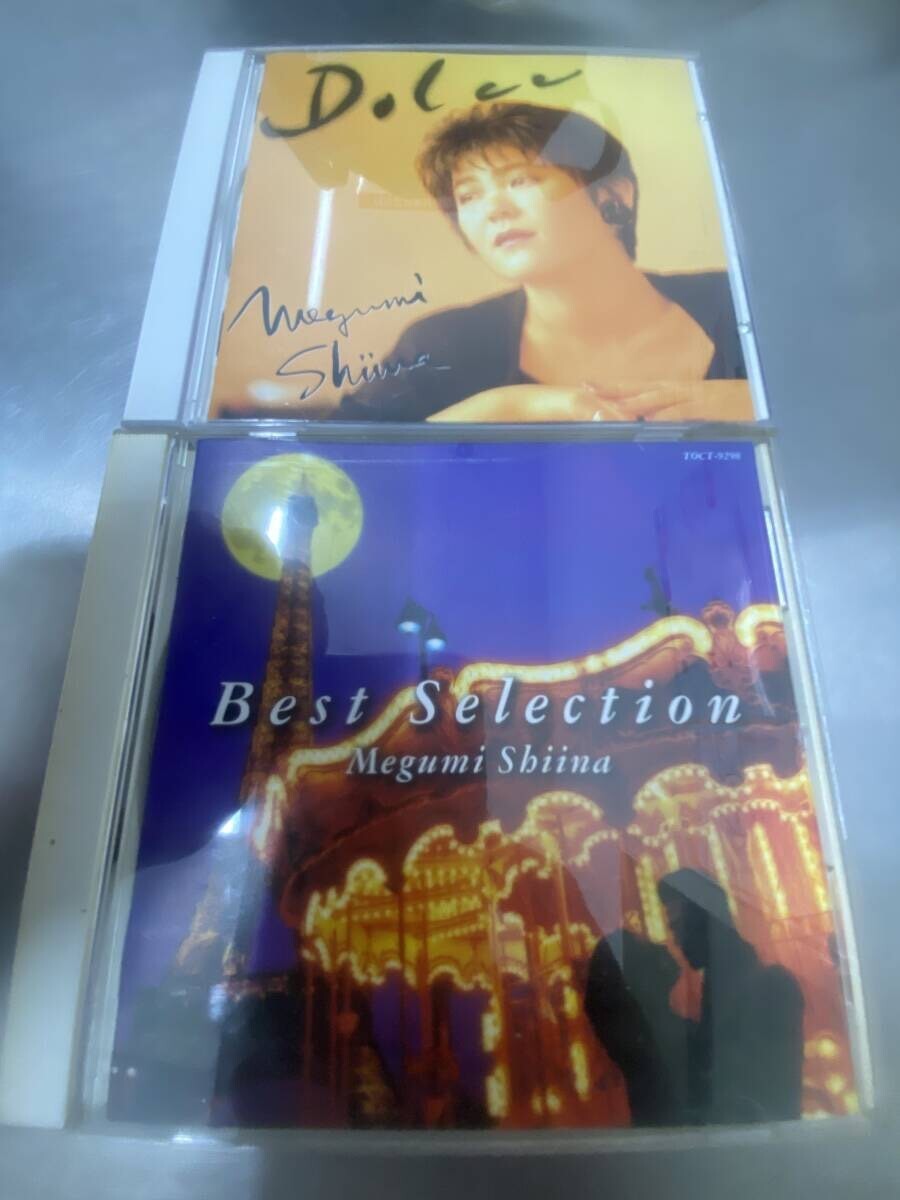 Dolce
Megumi
Shiina
TOCT-9298
Best Selection
Megumi Shiina